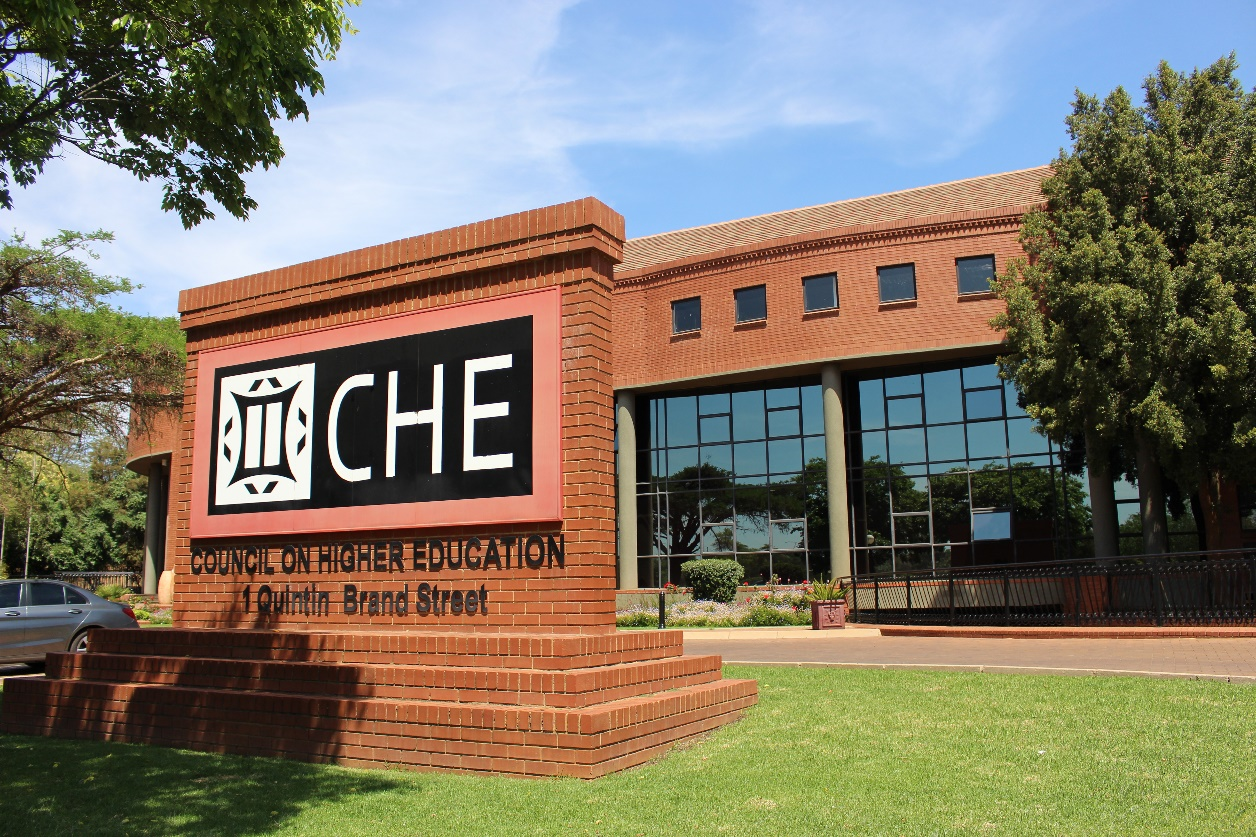 CHE
COUNCIL ON HIGHER EDUCATION
1 Quintin Brand Street